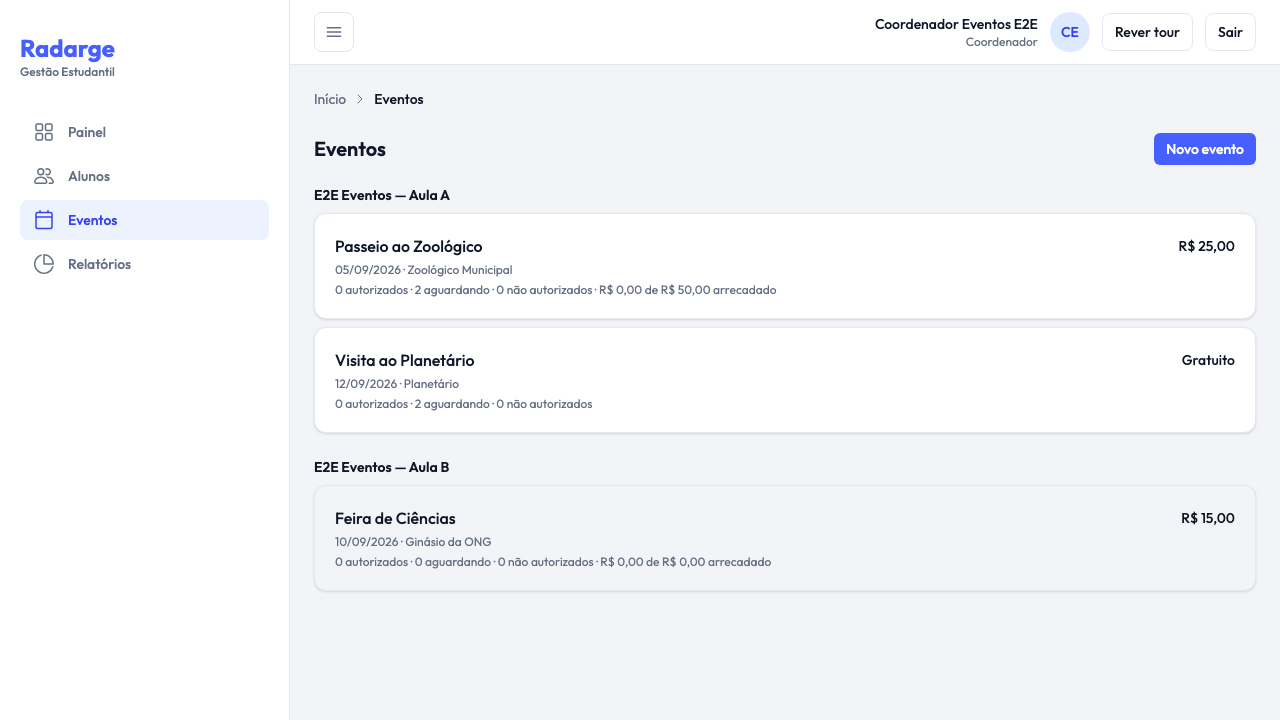 Radarge
Gestão Estudantil
Painel
Alunos
Eventos
Relatórios
Coordenador Eventos E2E
Coordenador
CE
Rever tour
Sair
Início
Eventos
Eventos
Novo evento
E2E Eventos — Aula A
Passeio ao Zoológico
R$ 25,00
05/09/2026 · Zoológico Municipal
0 autorizados · 2 aguardando · 0 não autorizados · R$ 0,00 de R$ 50,00 arrecadado
Visita ao Planetário
Gratuito
12/09/2026 · Planetário
0 autorizados · 2 aguardando · 0 não autorizados
E2E Eventos — Aula B
Feira de Ciências
R$ 15,00
10/09/2026 · Ginásio da ONG
0 autorizados · 0 aguardando · 0 não autorizados · R$ 0,00 de R$ 0,00 arrecadado